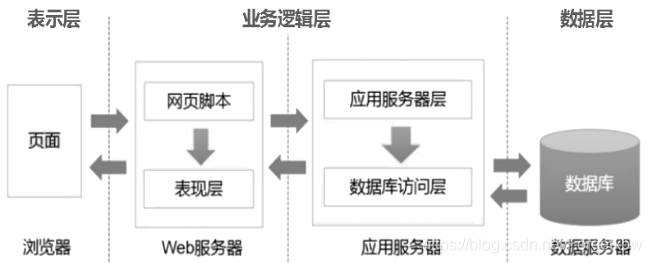 表示层 业务逻辑层 数据层
网页脚本 应用服务器层
页面
表现层 数据库访问层 数据库
浏览器 Web服务器 应用服务器 数据服务器
https://blog.csdn.n